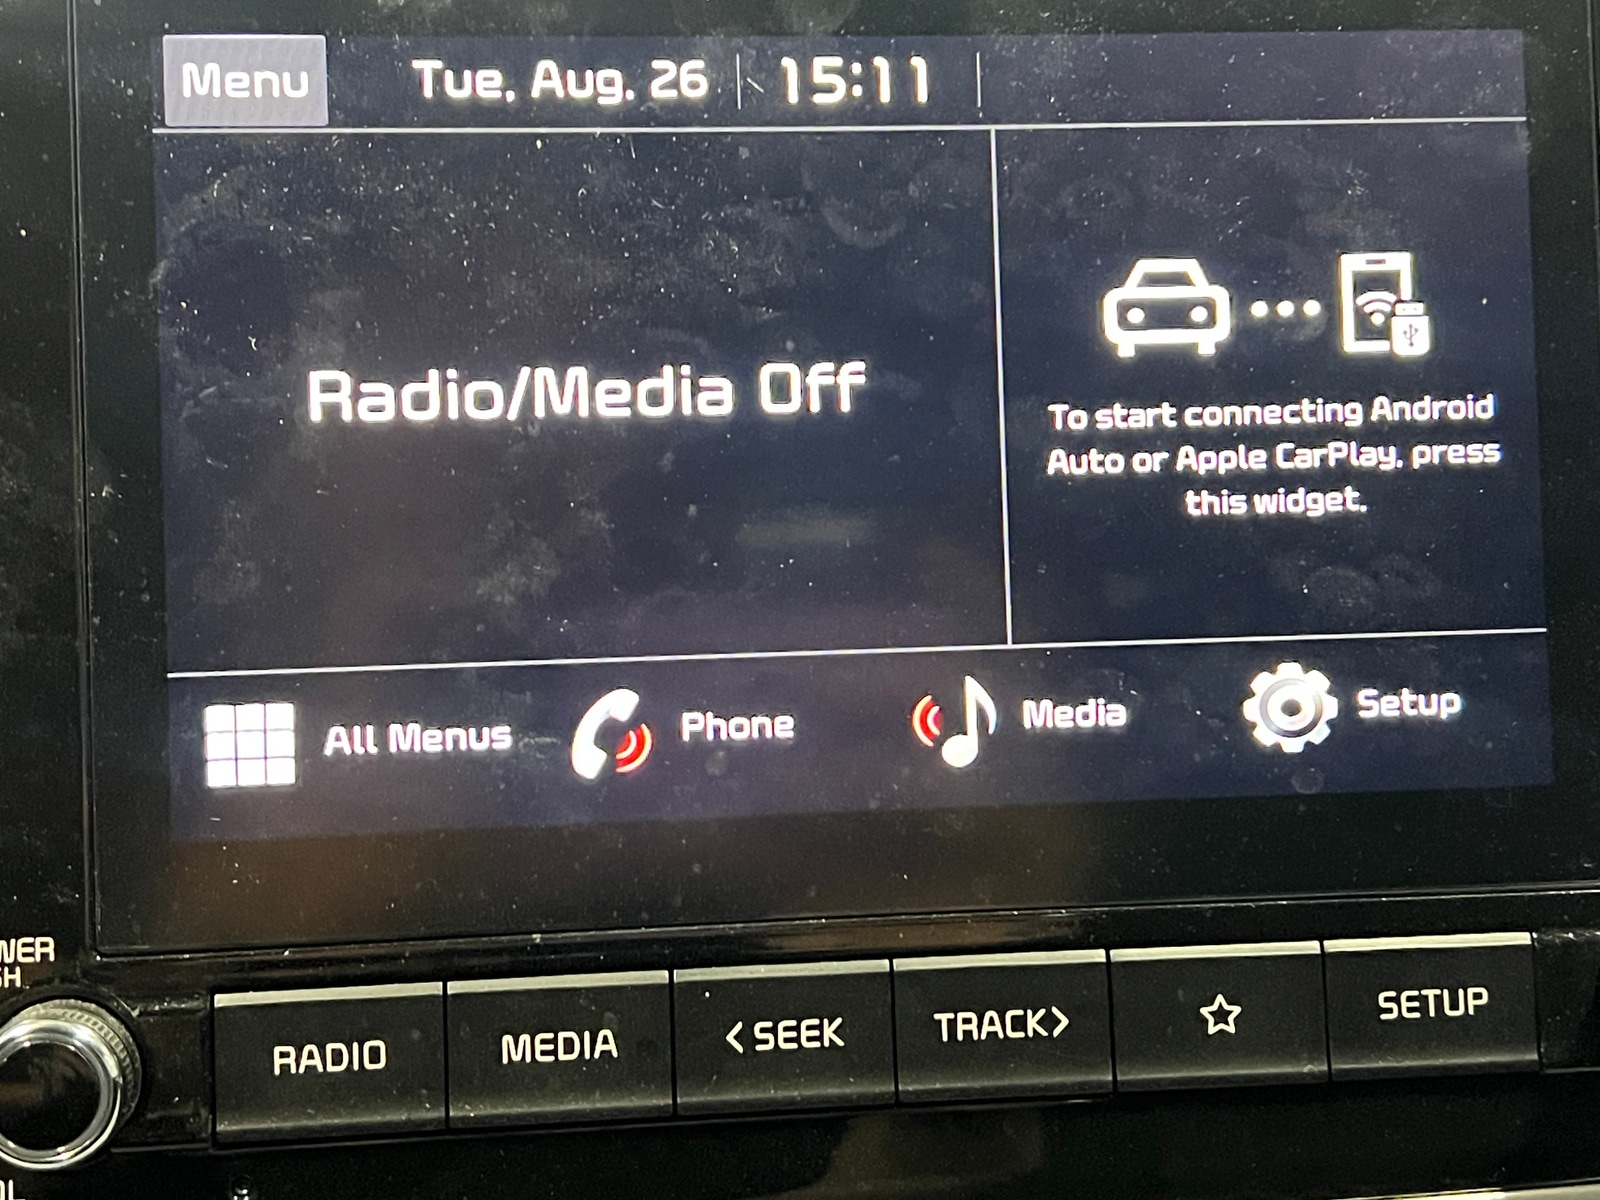 Menu
Tue, Aug. 26
15:11
Radio/Media Off
To start connecting Android
Auto or Apple CarPlay, press
this widget.
All Menus
Phone
Media
Setup
RADIO
MEDIA
<SEEK
TRACK>
SETUP